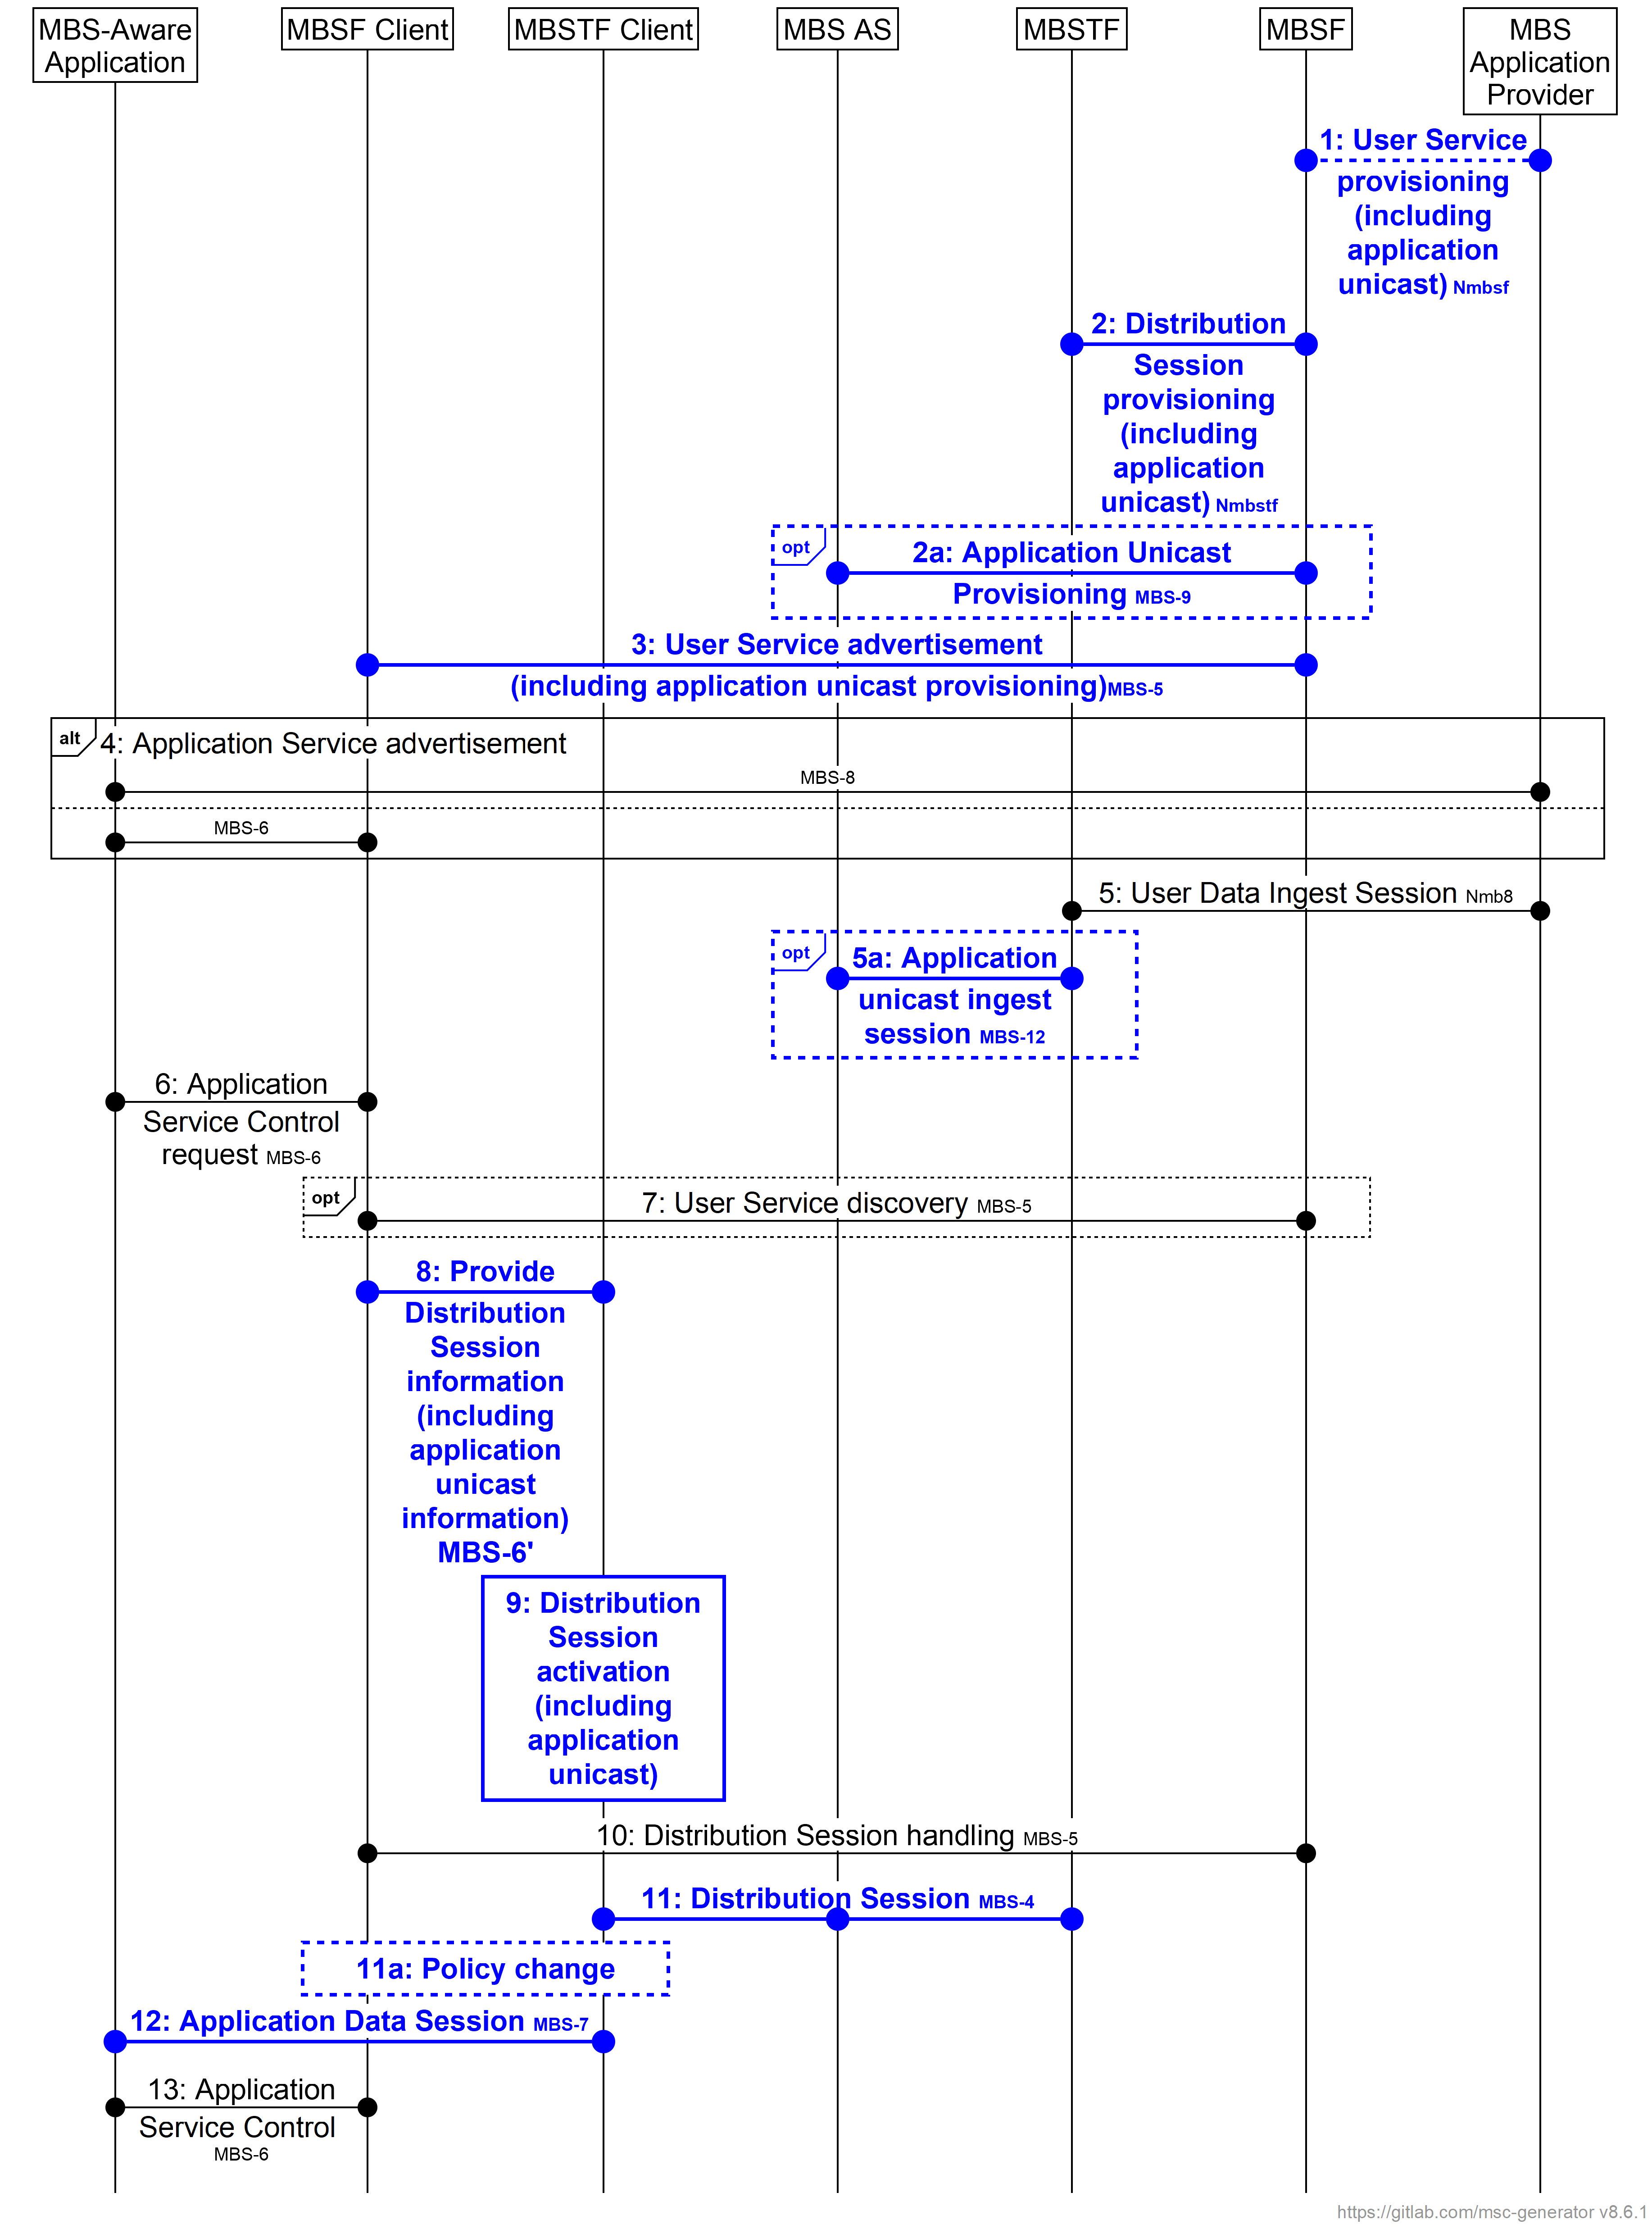 MBS-Aware
Application
MBSF Client
MBSTF Client
MBS AS
MBSTF
MBSF
MBS
Application
Provider
1: User Service
provisioning
(including
application
unicast) Nmbsf
2: Distribution
Session
provisioning
(including
application
unicast) Nmbstf
opt
2a: Application Unicast
Provisioning MBS-9
3: User Service advertisement
(including application unicast provisioning)MBS-5
alt
4: Application Service advertisement
MBS-8
MBS-6
5: User Data Ingest Session Nmb8
opt
5a: Application
unicast ingest
session MBS-12
6: Application
Service Control
request MBS-6
opt
7: User Service discovery MBS-5
8: Provide
Distribution
Session
information
(including
application
unicast
information)
MBS-6'
9: Distribution
Session
activation
(including
application
unicast)
10: Distribution Session handling MBS-5
11: Distribution Session MBS-4
11a: Policy change
12: Application Data Session MBS-7
13: Application
Service Control
MBS-6
https://gitlab.com/msc-generator v8.6.1